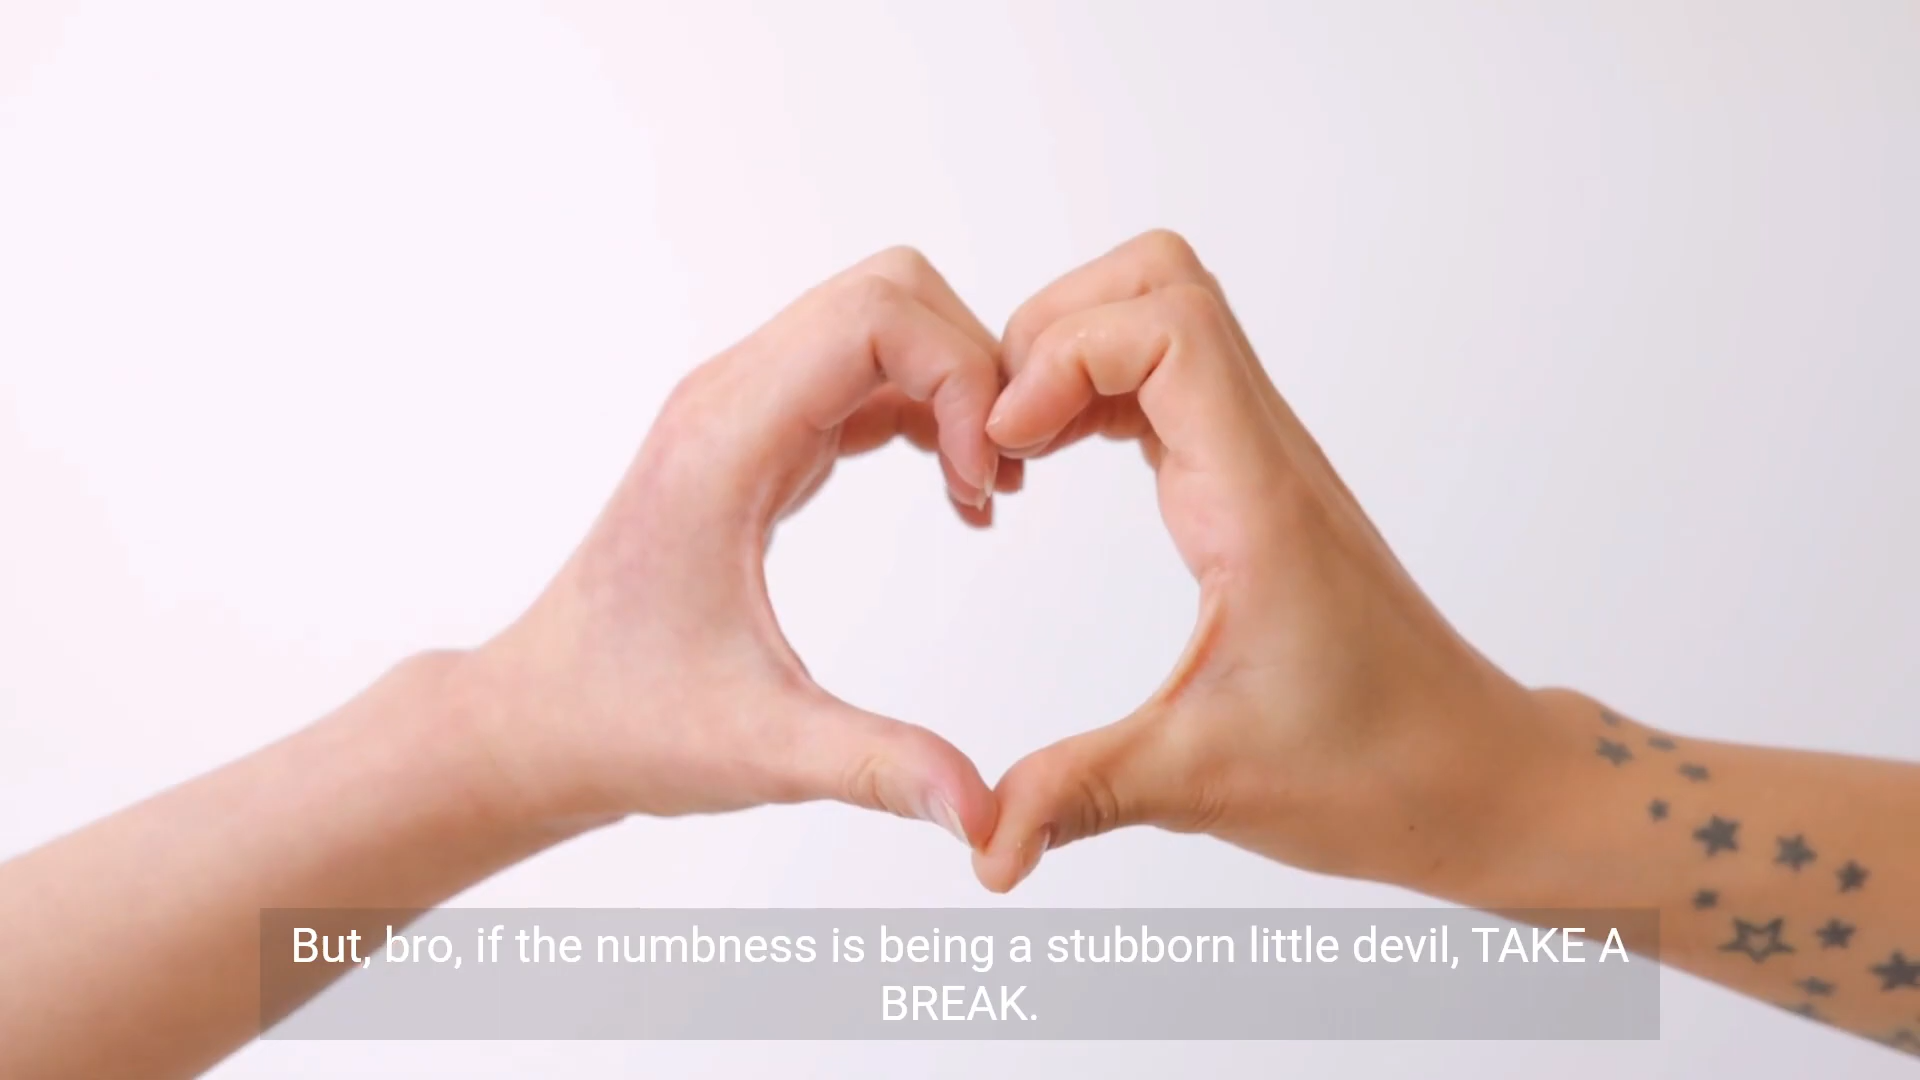 But, bro, if the numbness is being a stubborn little devil, TAKE A
BREAK.